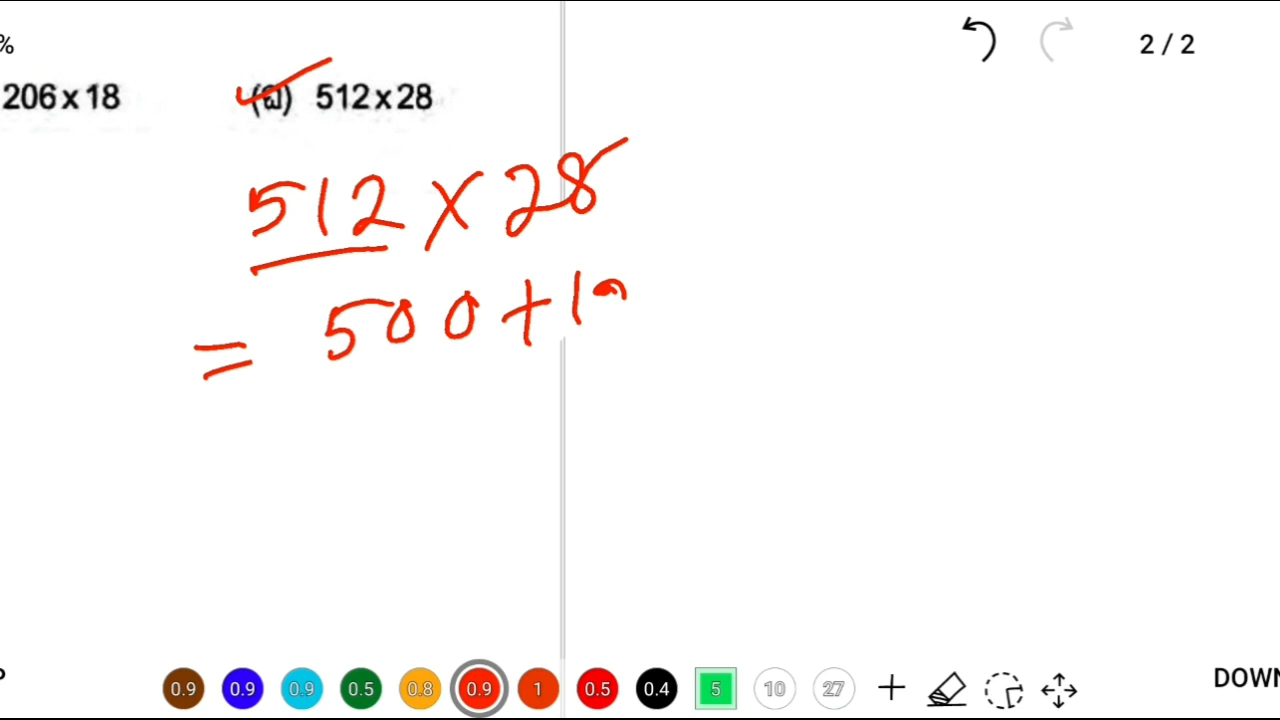 %
2 / 2
206 x 18
(ଘ) 512 x 28
512 x 28
= 500 + 1
0.9 0.9 0.9 0.5 0.8 0.9 1 0.5 0.4 5 10 27
DOWN